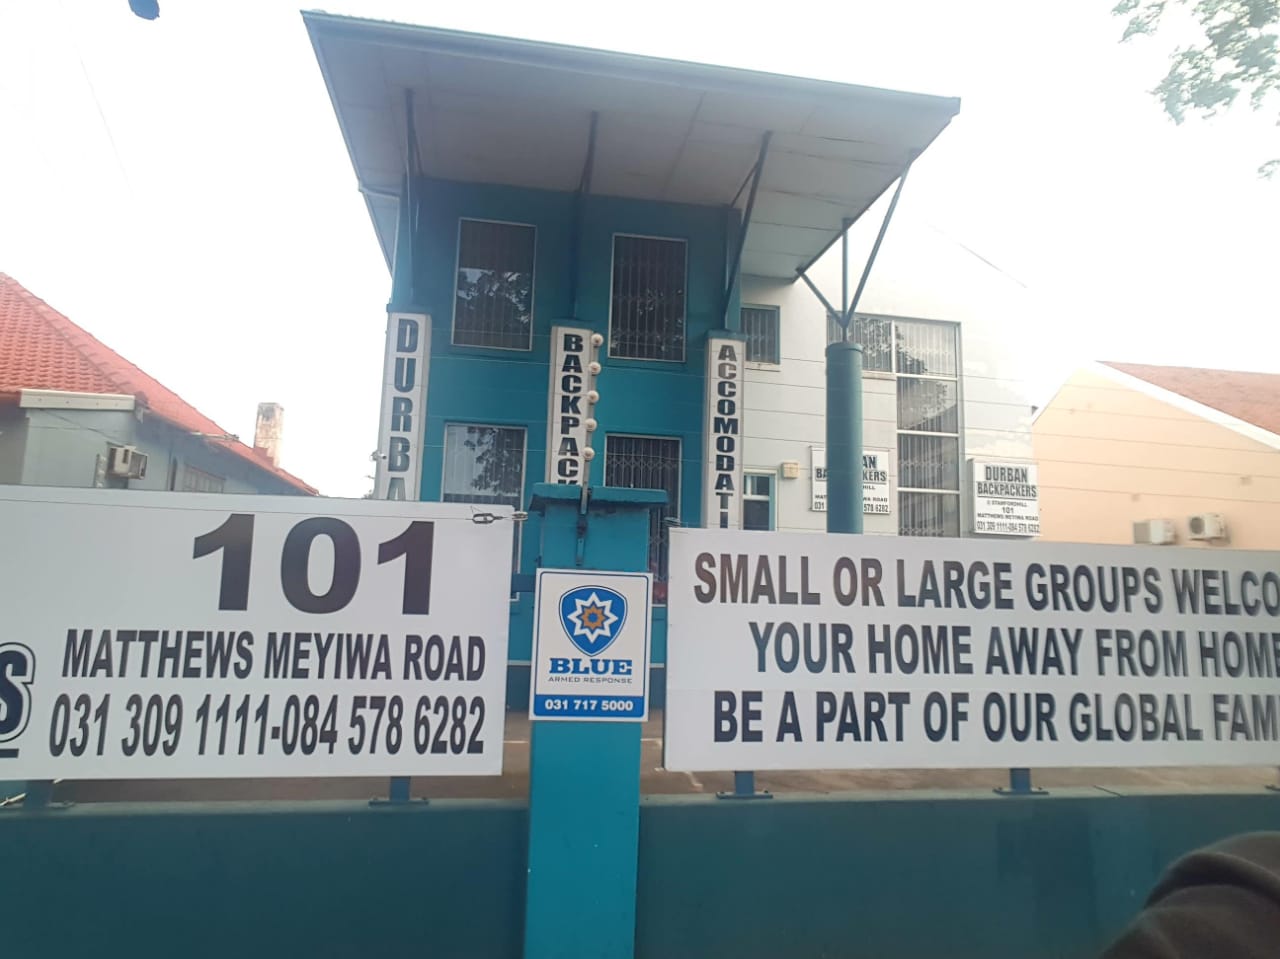 DURBA
BACKPACK
ACCOMODATI
DURBAN
BACKPACKERS
@ STAMFORDHILL
101
MATTHEWS MEYIWA ROAD
031 309 1111-084 578 6282
101
MATTHEWS MEYIWA ROAD
031 309 1111-084 578 6282
S
BLUE
ARMED RESPONSE
031 717 5000
SMALL OR LARGE GROUPS WELCO
YOUR HOME AWAY FROM HOME
BE A PART OF OUR GLOBAL FAM